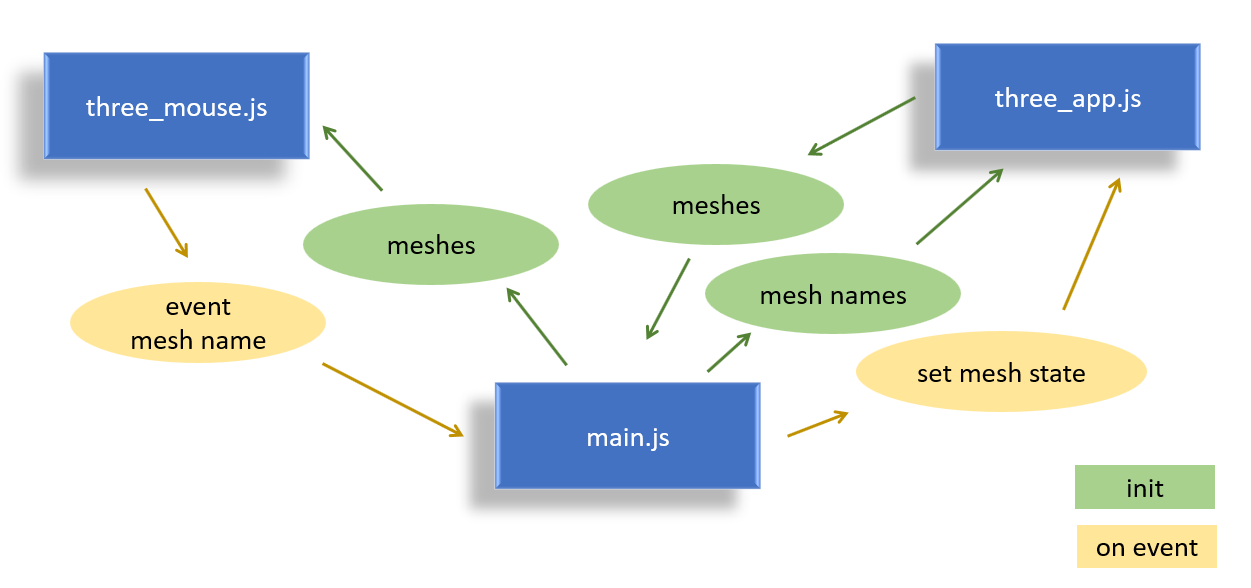 three_mouse.js
three_app.js
meshes
meshes
mesh names
event
mesh name
set mesh state
main.js
init
on event